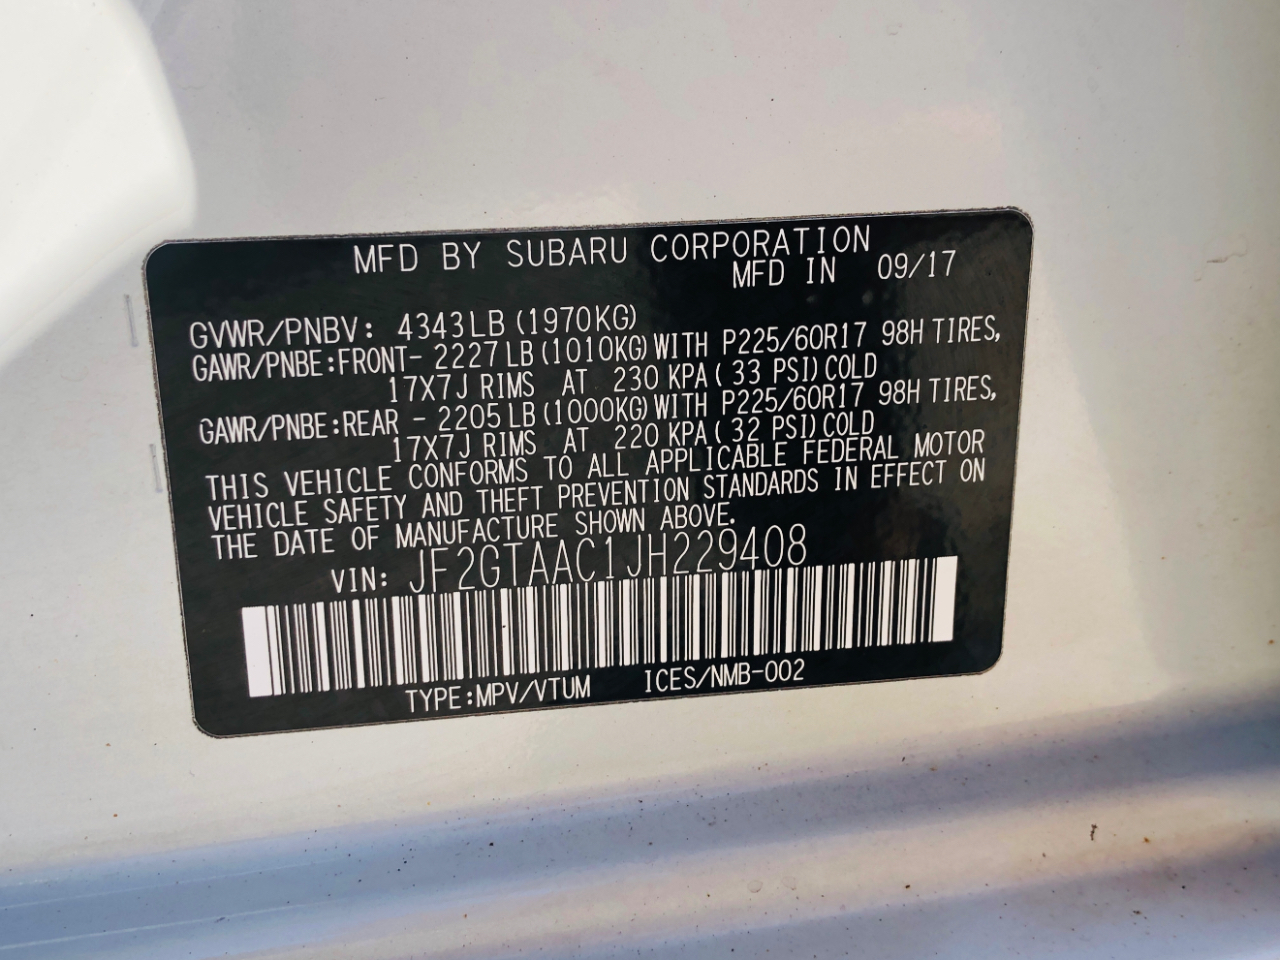 MFD BY SUBARU CORPORATION
MFD IN 09/17
GVWR/PNBV: 4343LB(1970KG)
GAWR/PNBE:FRONT- 2227LB(1010KG)WITH P225/60R17 98H TIRES,
17X7J RIMS AT 230 KPA( 33 PSI)COLD
GAWR/PNBE:REAR - 2205LB(1000KG)WITH P225/60R17 98H TIRES,
17X7J RIMS AT 220 KPA( 32 PSI)COLD
THIS VEHICLE CONFORMS TO ALL APPLICABLE FEDERAL MOTOR
VEHICLE SAFETY AND THEFT PREVENTION STANDARDS IN EFFECT ON
THE DATE OF MANUFACTURE SHOWN ABOVE.
VIN: JF2GTAAC1JH229408
TYPE:MPV/VTUM ICES/NMB-002